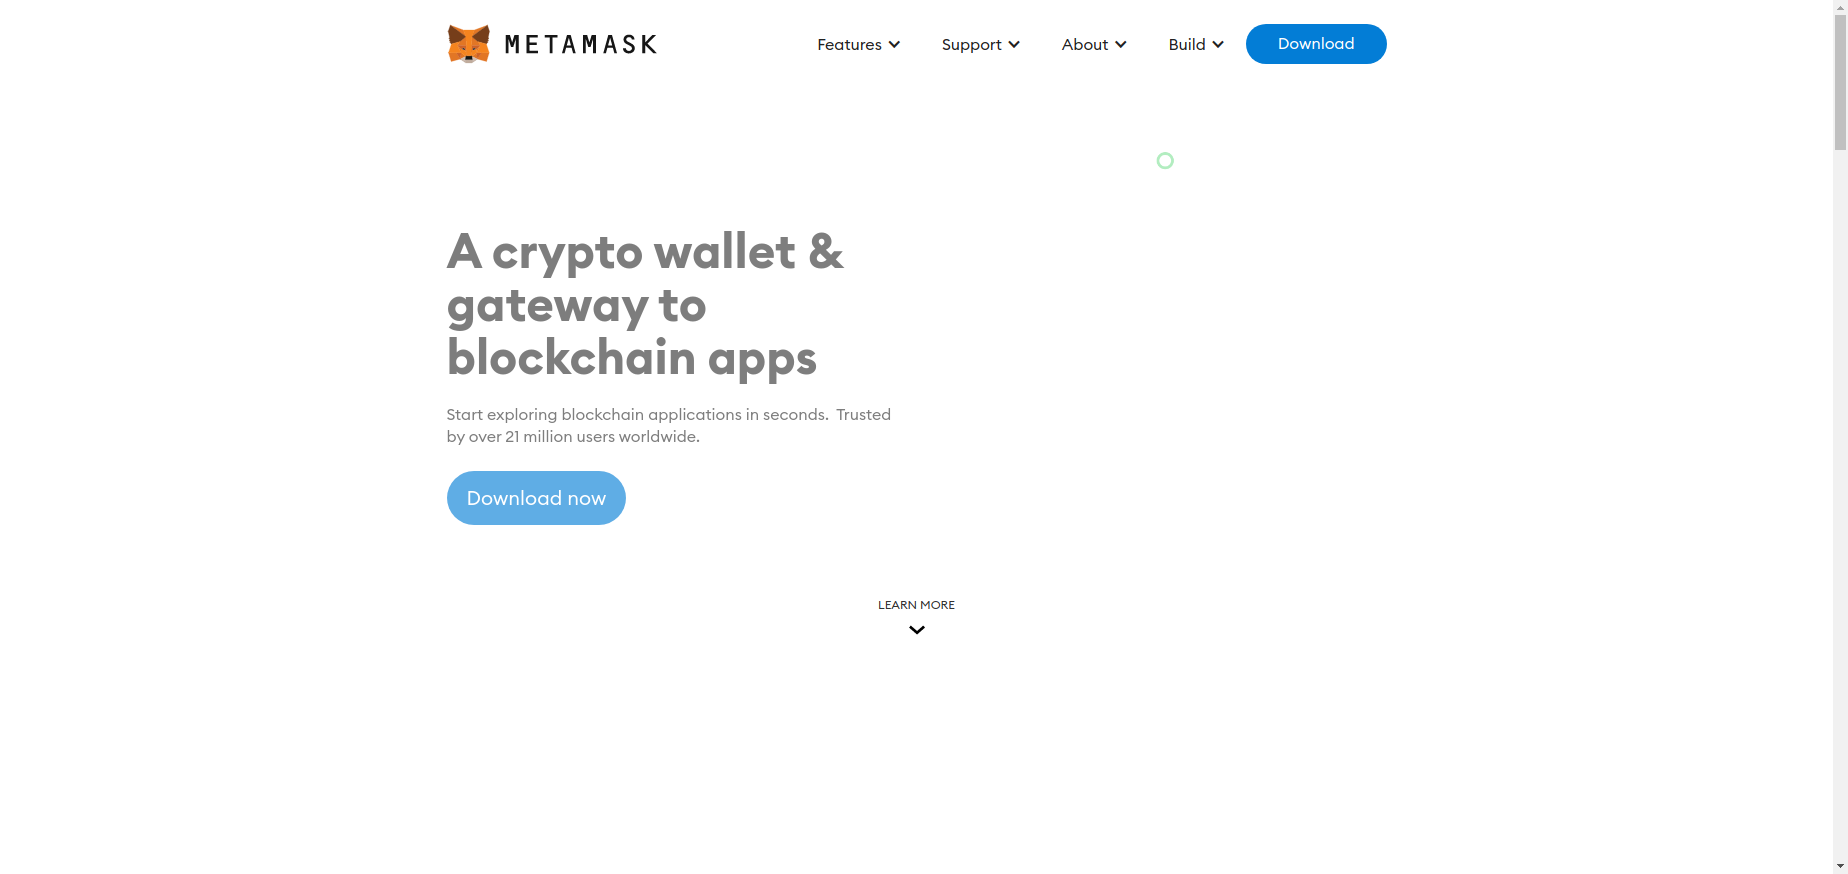 METAMASK
Features
Support
About
Build
Download
A crypto wallet &
gateway to
blockchain apps
Start exploring blockchain applications in seconds.  Trusted
by over 21 million users worldwide.
Download now
LEARN MORE